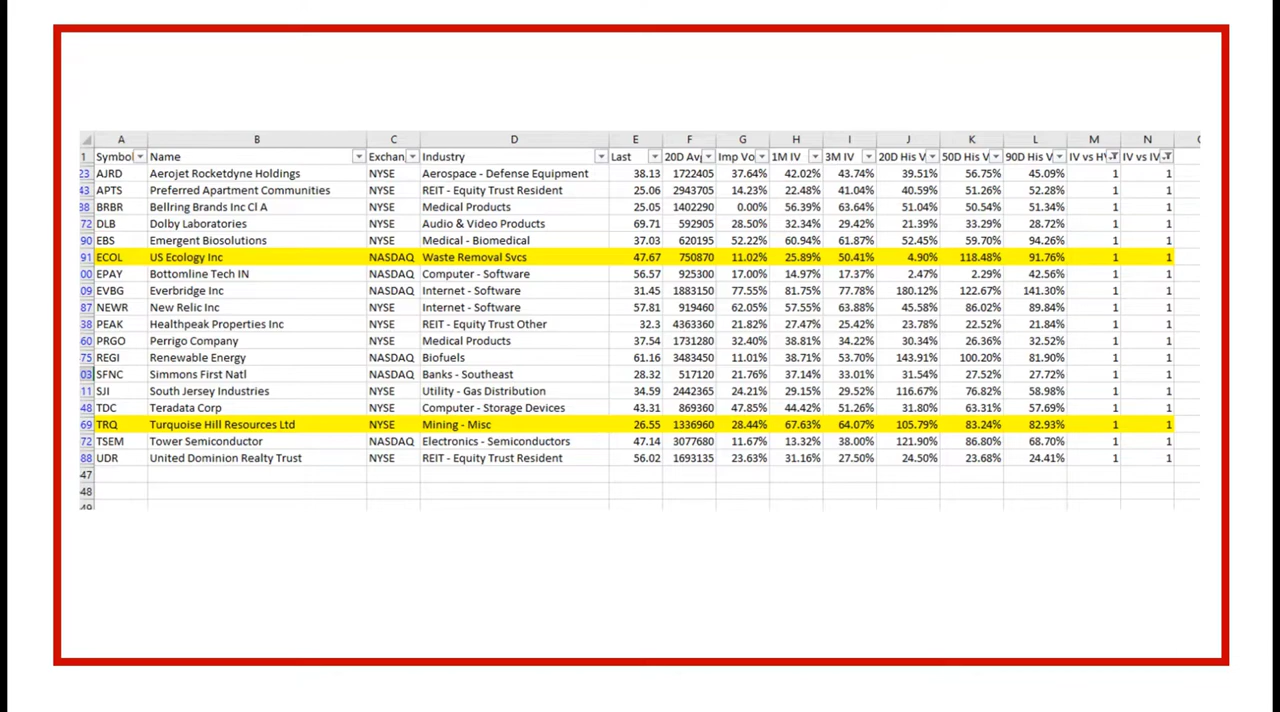 A B C D E F G H I J K L M N
1 Symbol Name Exchan Industry Last 20D Av Imp Vo 1M IV 3M IV 20D His V 50D His V 90D His V IV vs H IV vs IV
23 AJRD Aerojet Rocketdyne Holdings NYSE Aerospace - Defense Equipment 38.13 1722405 37.64% 42.02% 43.74% 39.51% 56.75% 45.09% 1 1
43 APTS Preferred Apartment Communities NYSE REIT - Equity Trust Resident 25.06 2943705 14.23% 22.48% 41.04% 40.59% 51.26% 52.28% 1 1
38 BRBR Bellring Brands Inc Cl A NYSE Medical Products 25.05 1402290 0.00% 56.39% 63.64% 51.04% 50.54% 51.34% 1 1
72 DLB Dolby Laboratories NYSE Audio & Video Products 69.71 592905 28.50% 32.34% 29.42% 21.39% 33.29% 28.72% 1 1
90 EBS Emergent Biosolutions NYSE Medical - Biomedical 37.03 620195 52.22% 60.94% 61.87% 52.45% 59.70% 94.26% 1 1
91 ECOL US Ecology Inc NASDAQ Waste Removal Svcs 47.67 750870 11.02% 25.89% 50.41% 4.90% 118.48% 91.76% 1 1
00 EPAY Bottomline Tech IN NASDAQ Computer - Software 56.57 925300 17.00% 14.97% 17.37% 2.47% 2.29% 42.56% 1 1
09 EVBG Everbridge Inc NASDAQ Internet - Software 31.45 1883150 77.55% 81.75% 77.78% 180.12% 122.67% 141.30% 1 1
87 NEWR New Relic Inc NYSE Internet - Software 57.81 919460 62.05% 57.55% 63.88% 45.58% 86.02% 89.84% 1 1
38 PEAK Healthpeak Properties Inc NYSE REIT - Equity Trust Other 32.3 4363360 21.82% 27.47% 25.42% 23.78% 22.52% 21.84% 1 1
60 PRGO Perrigo Company NYSE Medical Products 37.54 1731280 32.40% 38.81% 34.22% 30.34% 26.36% 32.52% 1 1
75 REGI Renewable Energy NASDAQ Biofuels 61.16 3483450 11.01% 38.71% 53.70% 143.91% 100.20% 81.90% 1 1
03 SFNC Simmons First Natl NASDAQ Banks - Southeast 28.32 517120 21.76% 37.14% 33.01% 31.54% 27.52% 27.72% 1 1
11 SJI South Jersey Industries NYSE Utility - Gas Distribution 34.59 2442365 24.21% 29.15% 29.52% 116.67% 76.82% 58.98% 1 1
48 TDC Teradata Corp NYSE Computer - Storage Devices 43.31 869360 47.85% 44.42% 51.26% 31.80% 63.31% 57.69% 1 1
69 TRQ Turquoise Hill Resources Ltd NYSE Mining - Misc 26.55 1336960 28.44% 67.63% 64.07% 105.79% 83.24% 82.93% 1 1
72 TSEM Tower Semiconductor NASDAQ Electronics - Semiconductors 47.14 3077680 11.67% 13.32% 38.00% 121.90% 86.80% 68.70% 1 1
88 UDR United Dominion Realty Trust NYSE REIT - Equity Trust Resident 56.02 1693135 23.63% 31.16% 27.50% 24.50% 23.68% 24.41% 1 1
47
48
49